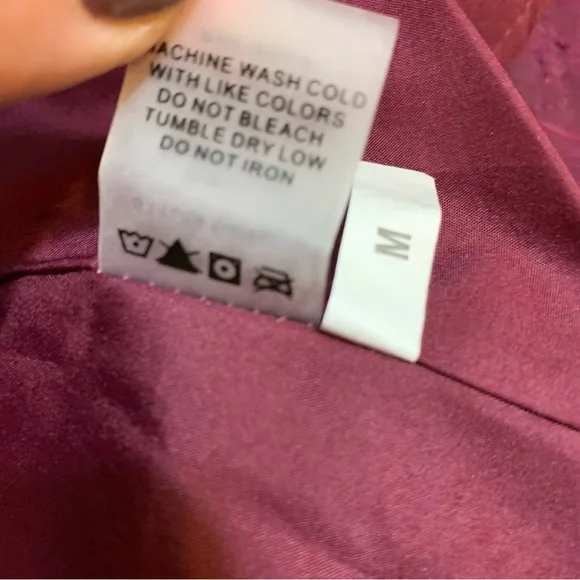 MACHINE WASH COLD
WITH LIKE COLORS
DO NOT BLEACH
TUMBLE DRY LOW
DO NOT IRON
M